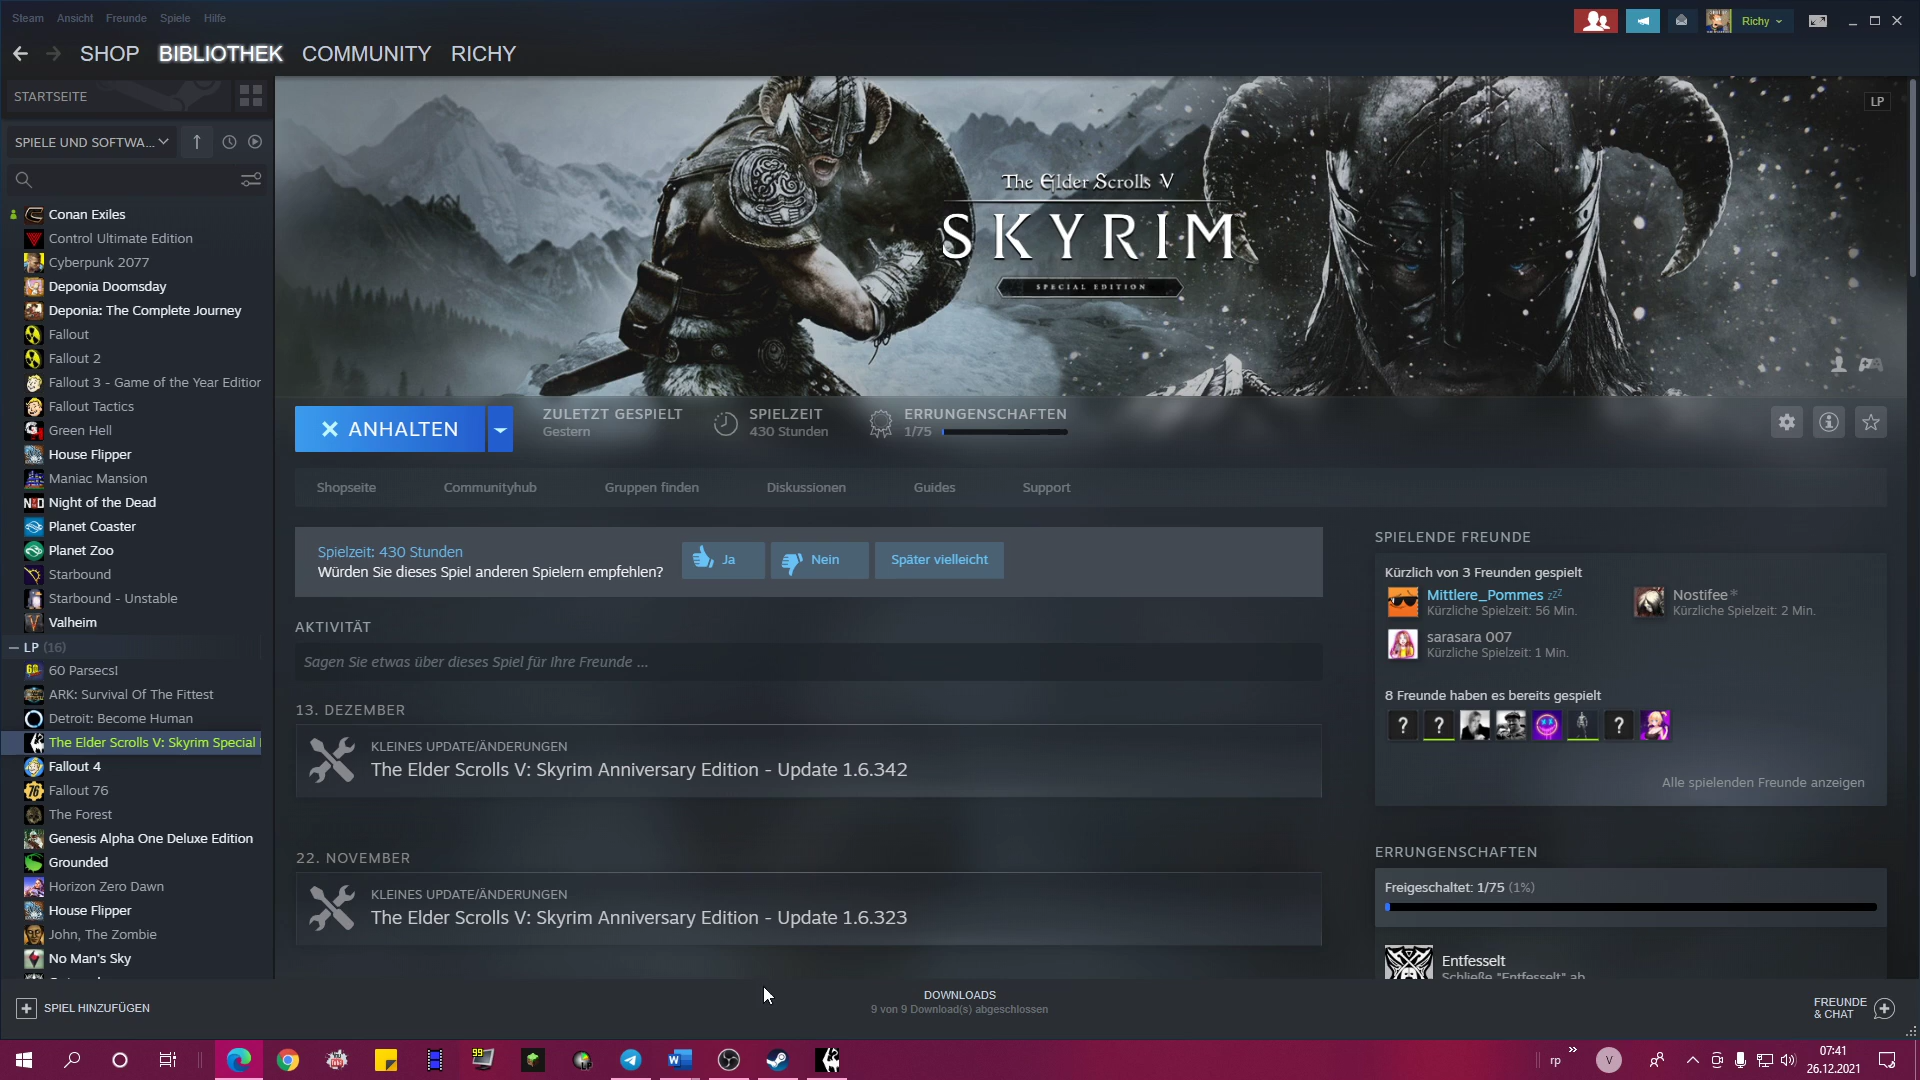 Steam Ansicht Freunde Spiele Hilfe
Richy
SHOP BIBLIOTHEK COMMUNITY RICHY
STARTSEITE
SPIELE UND SOFTWA...
Conan Exiles
Control Ultimate Edition
Cyberpunk 2077
Deponia Doomsday
Deponia: The Complete Journey
Fallout
Fallout 2
Fallout 3 - Game of the Year Edition
Fallout Tactics
Green Hell
House Flipper
Maniac Mansion
Night of the Dead
Planet Coaster
Planet Zoo
Starbound
Starbound - Unstable
Valheim
LP (16)
60 Parsecs!
ARK: Survival Of The Fittest
Detroit: Become Human
The Elder Scrolls V: Skyrim Special
Fallout 4
Fallout 76
The Forest
Genesis Alpha One Deluxe Edition
Grounded
Horizon Zero Dawn
House Flipper
John, The Zombie
No Man's Sky
SPIEL HINZUFÜGEN
LP
The Elder Scrolls V
SKYRIM
SPECIAL EDITION
ANHALTEN
ZULETZT GESPIELT
Gestern
SPIELZEIT
430 Stunden
ERRUNGENSCHAFTEN
1/75
Shopseite Communityhub Gruppen finden Diskussionen Guides Support
Spielzeit: 430 Stunden
Würden Sie dieses Spiel anderen Spielern empfehlen?
Ja
Nein
Später vielleicht
AKTIVITÄT
Sagen Sie etwas über dieses Spiel für Ihre Freunde ...
13. DEZEMBER
KLEINES UPDATE/ÄNDERUNGEN
The Elder Scrolls V: Skyrim Anniversary Edition - Update 1.6.342
22. NOVEMBER
KLEINES UPDATE/ÄNDERUNGEN
The Elder Scrolls V: Skyrim Anniversary Edition - Update 1.6.323
SPIELENDE FREUNDE
Kürzlich von 3 Freunden gespielt
Mittlere_Pommes zzZ
Kürzliche Spielzeit: 56 Min.
Nostifee*
Kürzliche Spielzeit: 2 Min.
sarasara 007
Kürzliche Spielzeit: 1 Min.
8 Freunde haben es bereits gespielt
? ? ?
Alle spielenden Freunde anzeigen
ERRUNGENSCHAFTEN
Freigeschaltet: 1/75 (1%)
Entfesselt
Schließe "Entfesselt" ab
DOWNLOADS
9 von 9 Download(s) abgeschlossen
FREUNDE
& CHAT
99
rp
V
07:41
26.12.2021